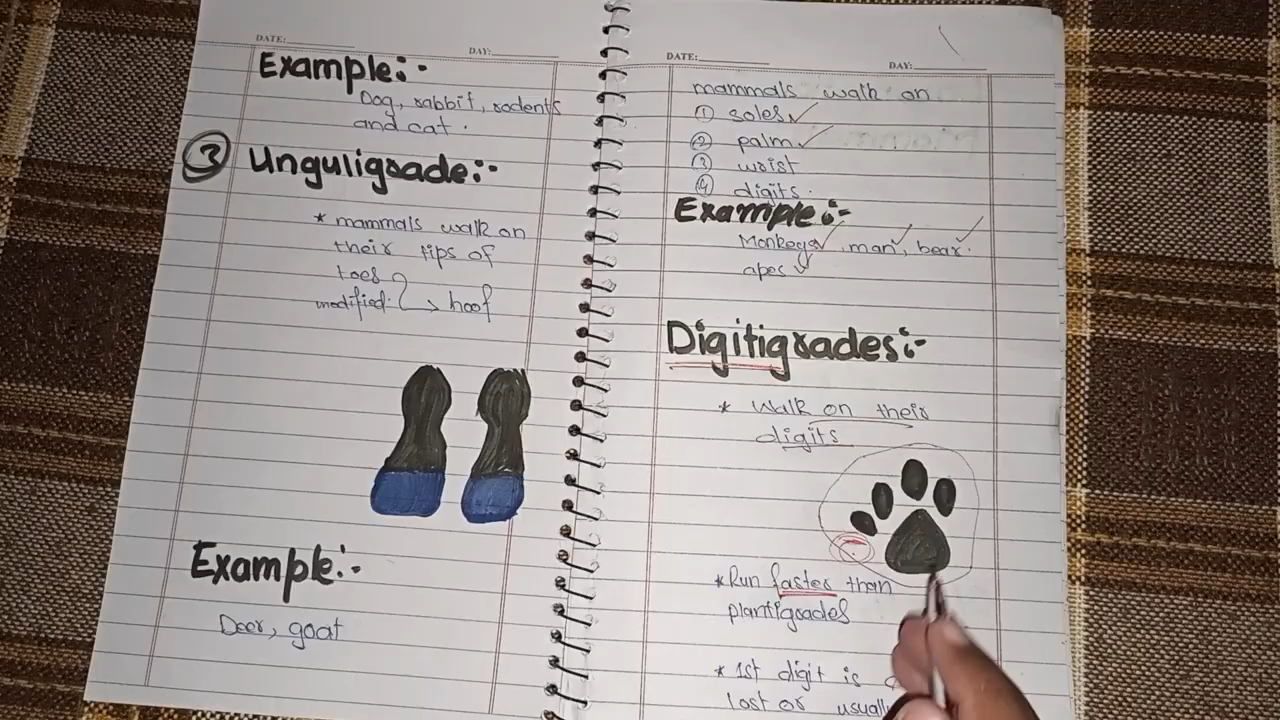 DATE:
DAY:
Example:-
Dog, rabbit, rodents
and cat.
3 Unguligrade:-
* mammals walk on
their tips of
toes
modified → hoof
Example:-
Deer, goat
DATE:
DAY:
mammals walk on
① soles ✓
② palm ✓
③ wrist
④ digits.
Example:-
Monkeys ✓, man ✓, bear ✓.
apes ✓
Digitigrades:-
* Walk on their
digits
* Run faster than
plantigrades
* 1st digit is
lost or usually